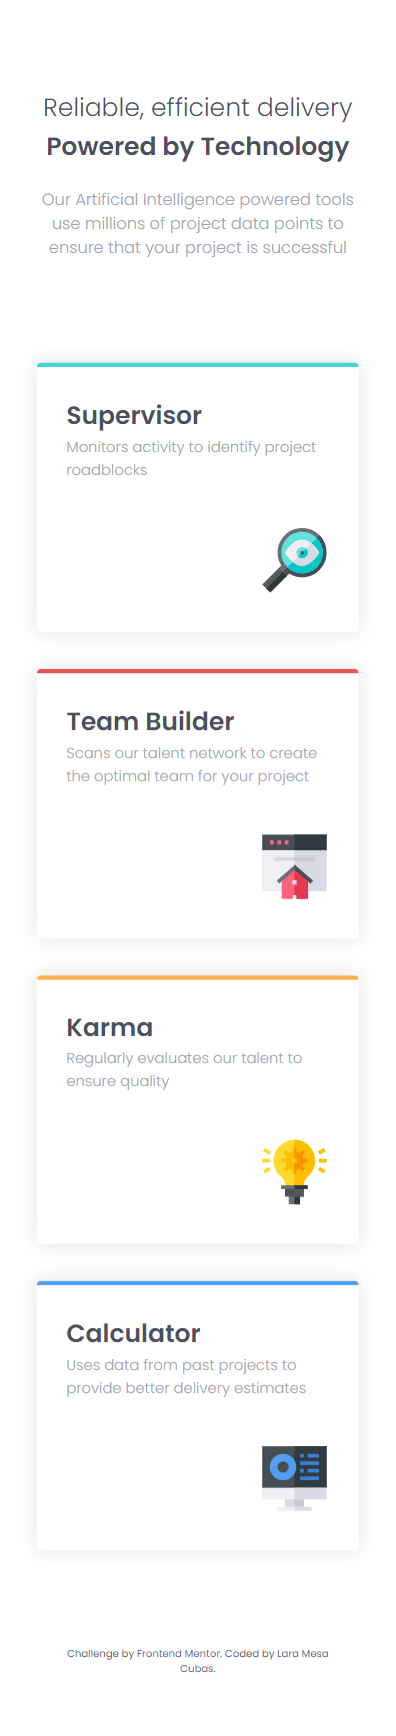 Reliable, efficient delivery
Powered by Technology
Our Artificial Intelligence powered tools
use millions of project data points to
ensure that your project is successful
Supervisor
Monitors activity to identify project
roadblocks
Team Builder
Scans our talent network to create
the optimal team for your project
Karma
Regularly evaluates our talent to
ensure quality
Calculator
Uses data from past projects to
provide better delivery estimates
Challenge by Frontend Mentor. Coded by Lara Mesa
Cubas.